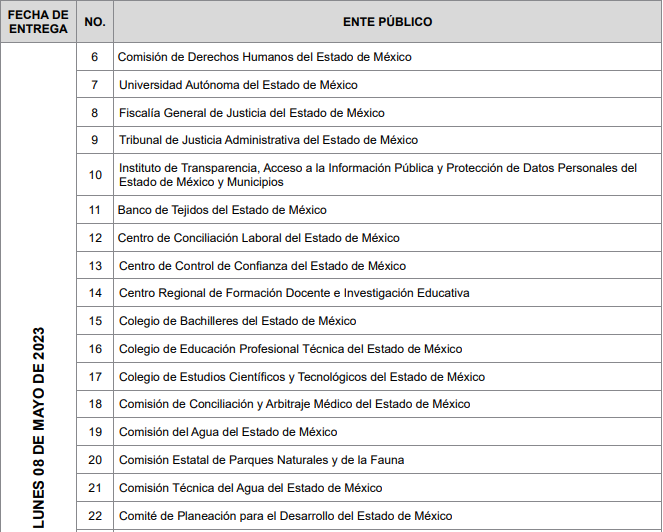 FECHA DE
ENTREGA
NO.
ENTE PÚBLICO
LUNES 08 DE MAYO DE 2023
6 Comisión de Derechos Humanos del Estado de México
7 Universidad Autónoma del Estado de México
8 Fiscalía General de Justicia del Estado de México
9 Tribunal de Justicia Administrativa del Estado de México
10 Instituto de Transparencia, Acceso a la Información Pública y Protección de Datos Personales del
Estado de México y Municipios
11 Banco de Tejidos del Estado de México
12 Centro de Conciliación Laboral del Estado de México
13 Centro de Control de Confianza del Estado de México
14 Centro Regional de Formación Docente e Investigación Educativa
15 Colegio de Bachilleres del Estado de México
16 Colegio de Educación Profesional Técnica del Estado de México
17 Colegio de Estudios Científicos y Tecnológicos del Estado de México
18 Comisión de Conciliación y Arbitraje Médico del Estado de México
19 Comisión del Agua del Estado de México
20 Comisión Estatal de Parques Naturales y de la Fauna
21 Comisión Técnica del Agua del Estado de México
22 Comité de Planeación para el Desarrollo del Estado de México